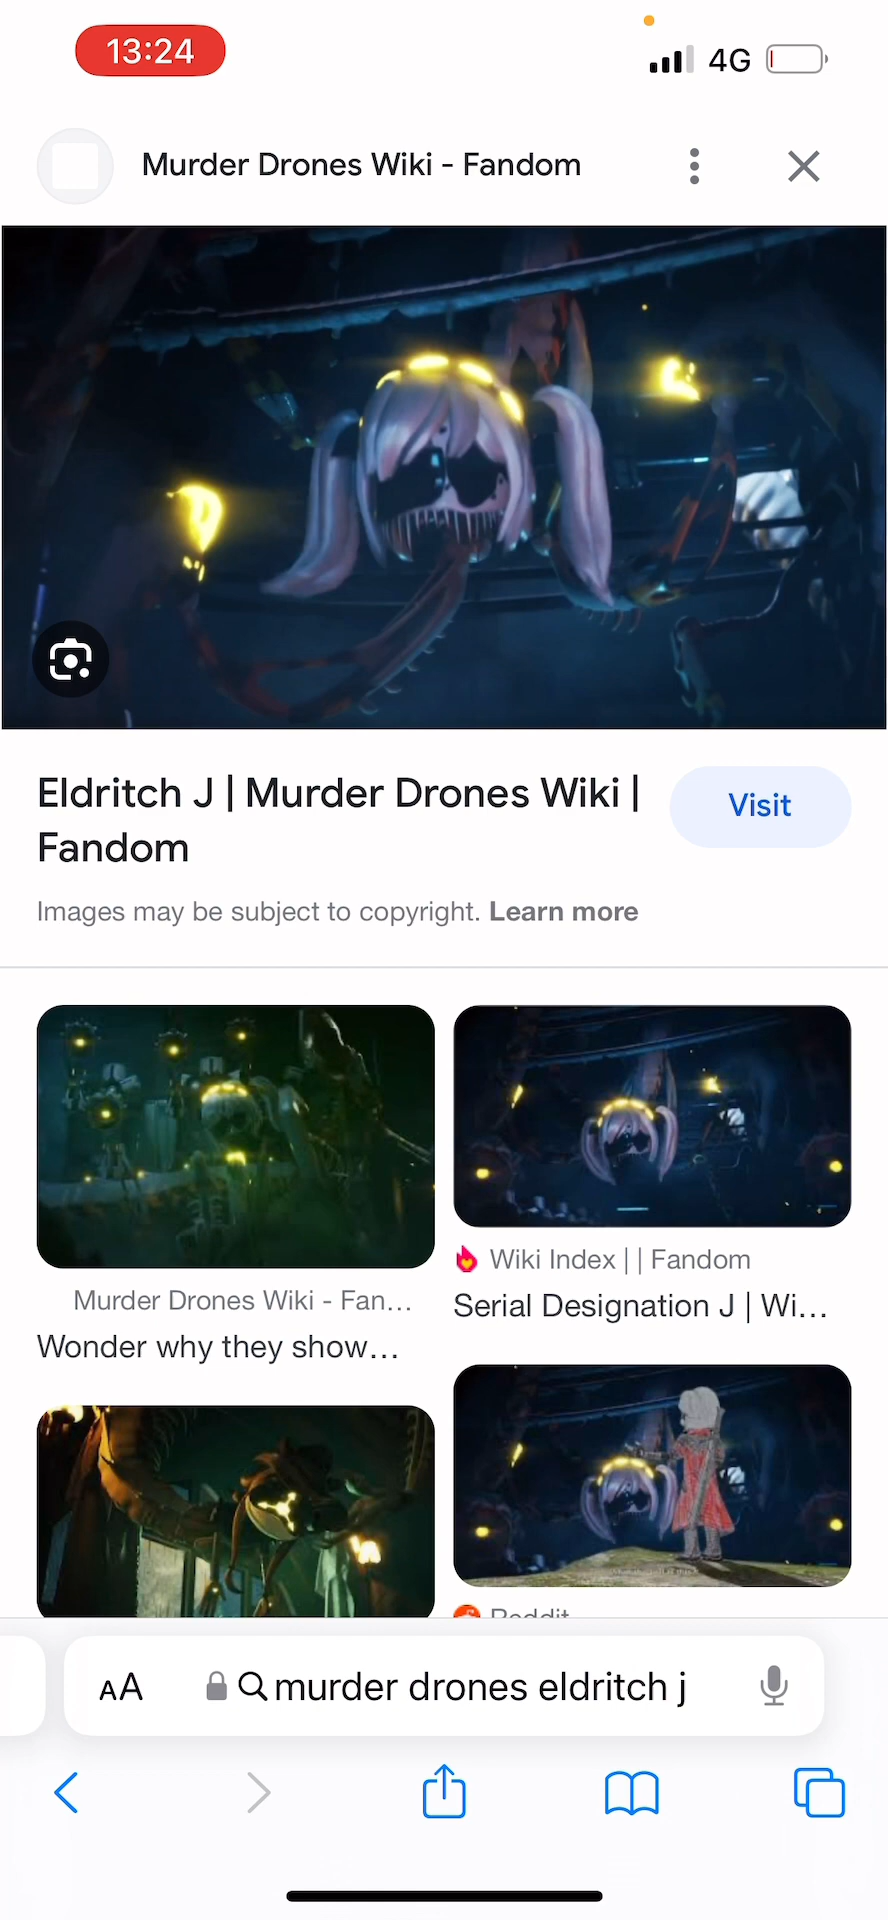 13:24
4G
Murder Drones Wiki - Fandom
Eldritch J | Murder Drones Wiki |
Fandom
Visit
Images may be subject to copyright. Learn more
Murder Drones Wiki - Fan...
Wonder why they show...
Wiki Index | | Fandom
Serial Designation J | Wi...
Reddit
AA
murder drones eldritch j